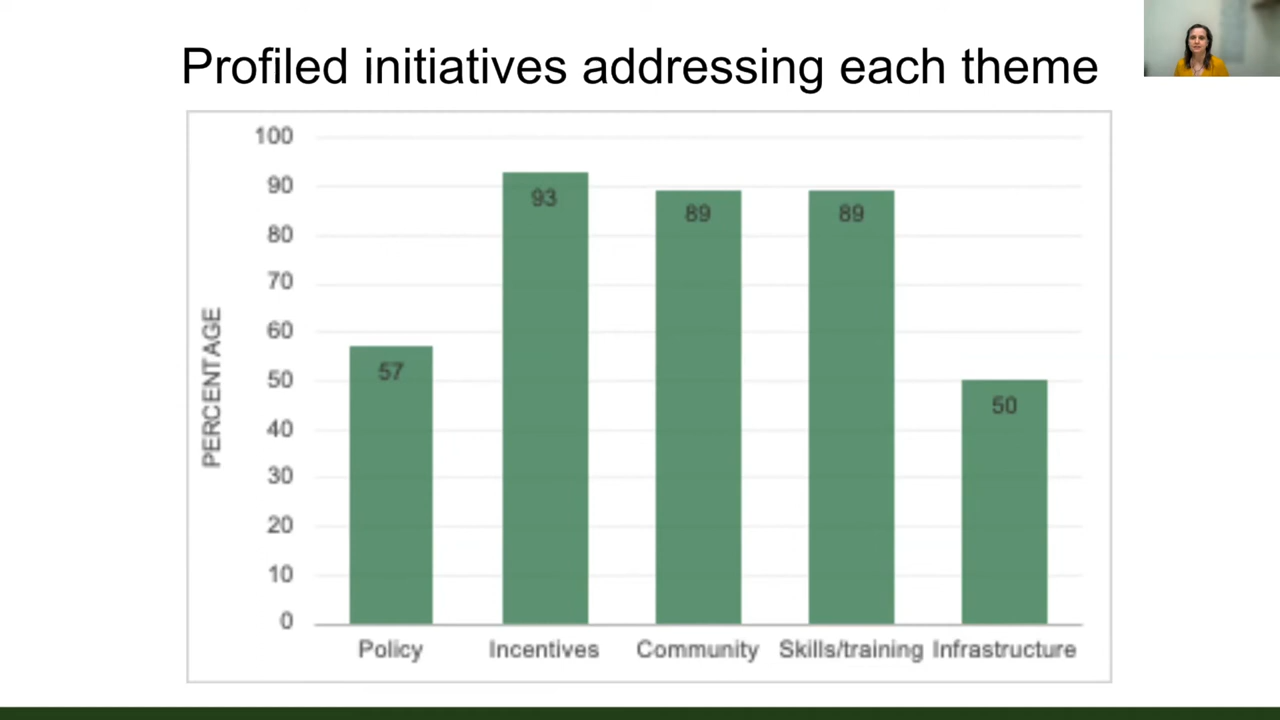 Profiled initiatives addressing each theme
PERCENTAGE
100
90
80
70
60
50
40
30
20
10
0
57
93
89
89
50
Policy
Incentives
Community
Skills/training
Infrastructure